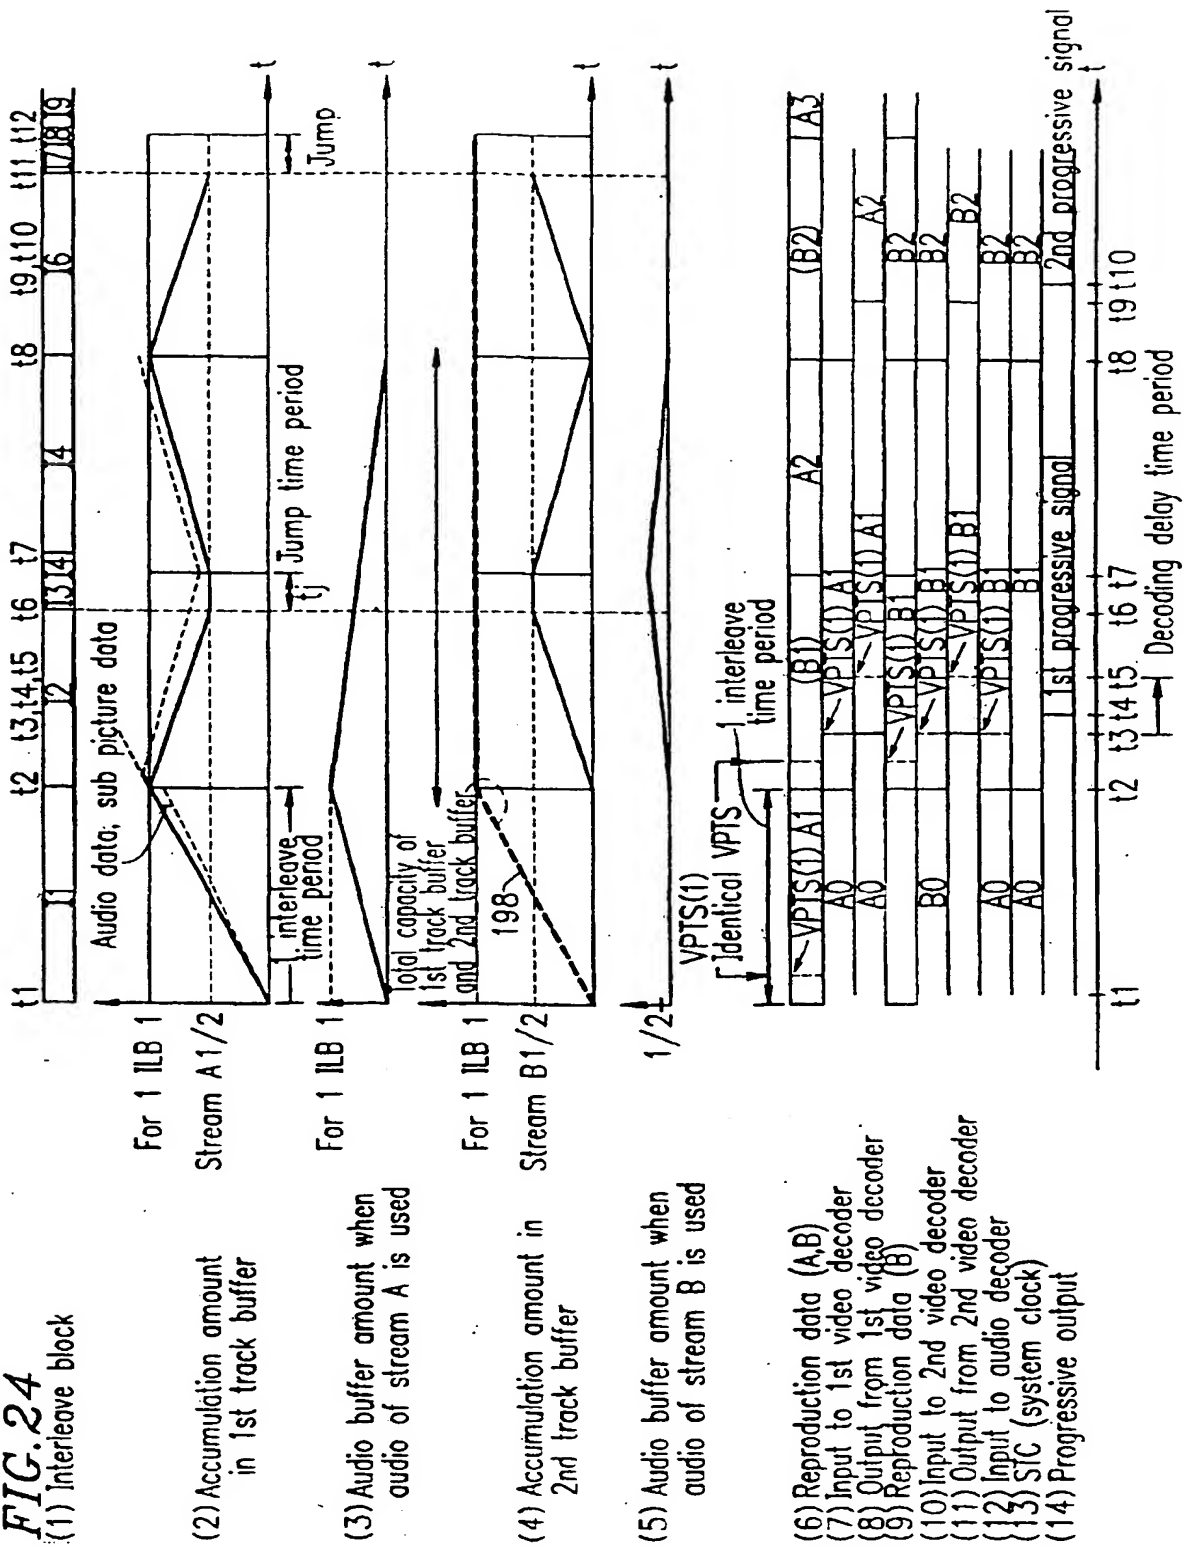 FIG.24
(1) Interleave block
I1
I2
I3
I4
I4
I6
I7
I8
I9
t1
t2
t3,t4,t5
t6
t7
t8
t9,t10
t11
t12
(2) Accumulation amount
in 1st track buffer
For 1 ILB 1
Stream A1/2
Audio data, sub picture data
1 interleave
time period
tj
Jump time period
Jump
t
(3) Audio buffer amount when
audio of stream A is used
For 1 ILB 1
t
Total capacity of
1st track buffer
and 2nd track buffer
(4) Accumulation amount in
2nd track buffer
For 1 ILB 1
Stream B1/2
198
t
(5) Audio buffer amount when
audio of stream B is used
1/2
t
VPTS(1)
Identical VPTS
1 interleave
time period
(6) Reproduction data (A,B)
VPTS(1) A1
(B1)
A2
(B2)
A3
(7) Input to 1st video decoder
A0
VPTS(1) A1
(8) Output from 1st video decoder
A0
VPTS(1) A1
A2
(9) Reproduction data (B)
VPTS(1) B1
B2
(10) Input to 2nd video decoder
B0
VPTS(1) B1
B2
(11) Output from 2nd video decoder
VPTS(1) B1
B2
(12) Input to audio decoder
A0
VPTS(1) B1
B2
(13) STC (system clock)
A0
B1
B2
(14) Progressive output
1st progressive signal
2nd progressive signal
t
t1
t2
t3
t4
t5
t6
t7
t8
t9
t10
Decoding delay time period